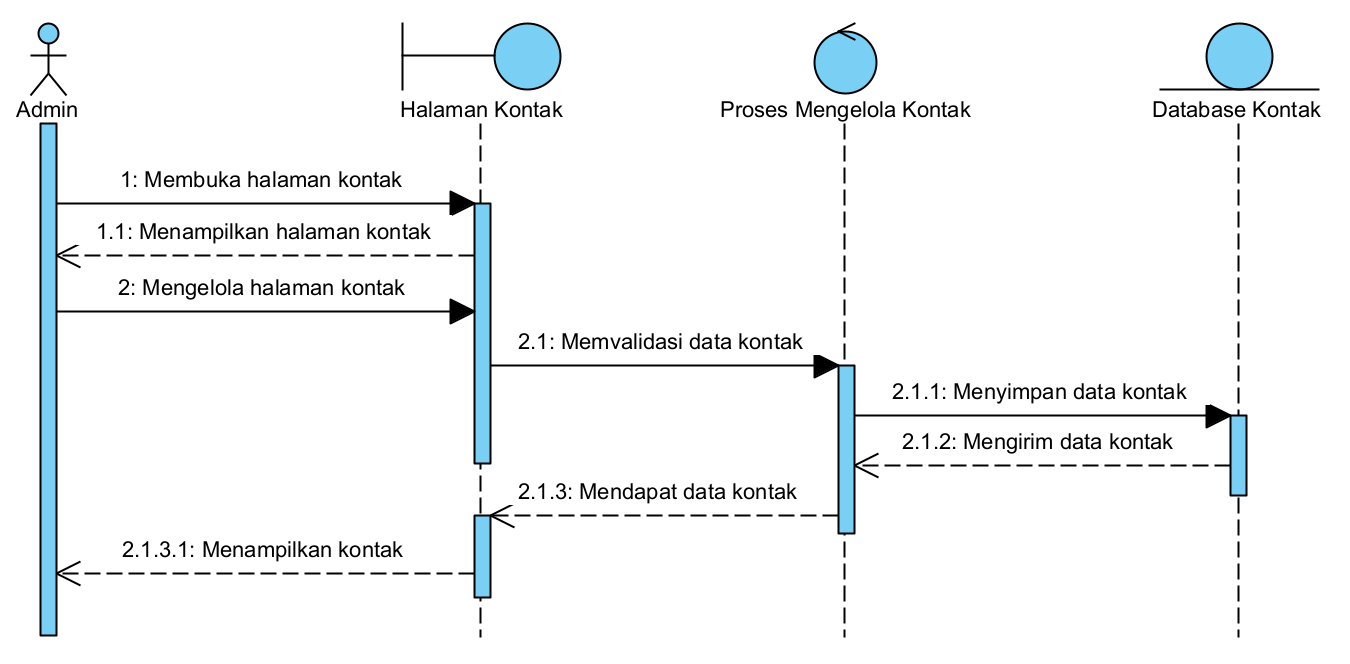 Admin
Halaman Kontak
Proses Mengelola Kontak
Database Kontak
1: Membuka halaman kontak
1.1: Menampilkan halaman kontak
2: Mengelola halaman kontak
2.1: Memvalidasi data kontak
2.1.1: Menyimpan data kontak
2.1.2: Mengirim data kontak
2.1.3: Mendapat data kontak
2.1.3.1: Menampilkan kontak